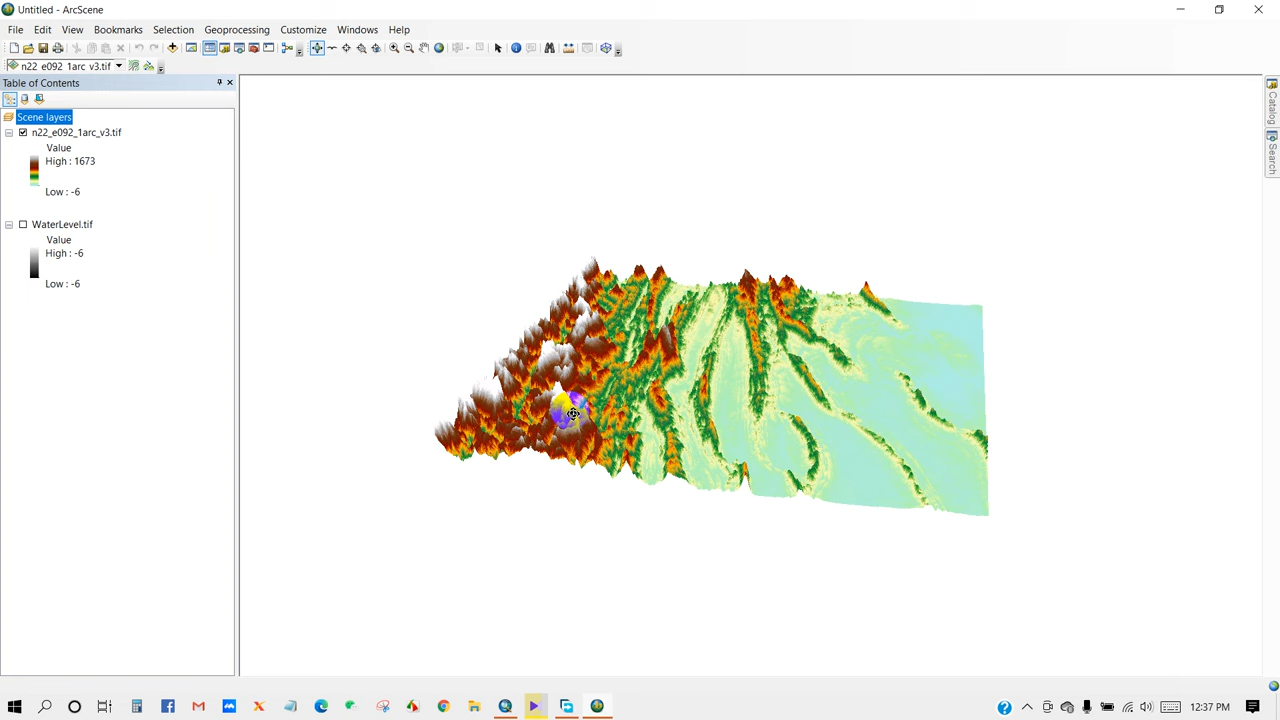 Untitled - ArcScene
File Edit View Bookmarks Selection Geoprocessing Customize Windows Help
n22_e092_1arc_v3.tif
Table of Contents
Scene layers
n22_e092_1arc_v3.tif
Value
High : 1673
Low : -6
WaterLevel.tif
Value
High : -6
Low : -6
Catalog
Search
12:37 PM